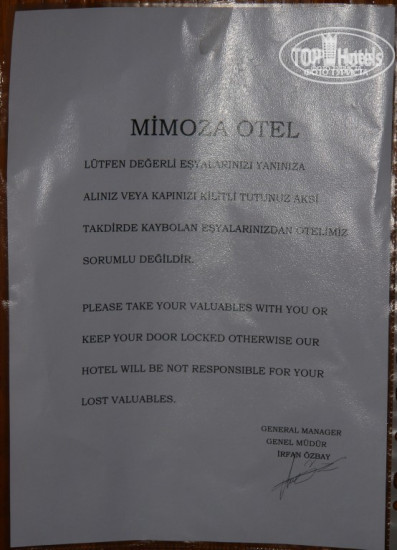 TOP Hotels
MİMOZA OTEL
LÜTFEN DEĞERLİ EŞYALARINIZI YANINIZA
ALINIZ VEYA KAPINIZI KİLİTLİ TUTUNUZ AKSİ
TAKDİRDE KAYBOLAN EŞYALARINIZDAN OTELİMİZ
SORUMLU DEĞİLDİR.
PLEASE TAKE YOUR VALUABLES WITH YOU OR
KEEP YOUR DOOR LOCKED OTHERWISE OUR
HOTEL WILL BE NOT RESPONSIBLE FOR YOUR
LOST VALUABLES.
GENERAL MANAGER
GENEL MÜDÜR
İRFAN ÖZBAY